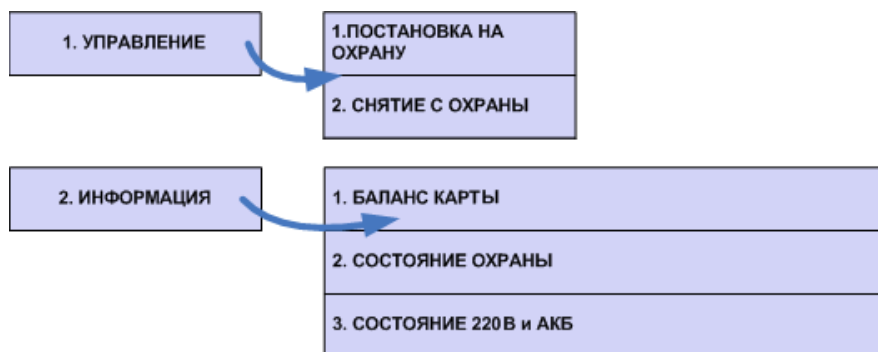 1. УПРАВЛЕНИЕ
1.ПОСТАНОВКА НА
ОХРАНУ
2. СНЯТИЕ С ОХРАНЫ
2. ИНФОРМАЦИЯ
1. БАЛАНС КАРТЫ
2. СОСТОЯНИЕ ОХРАНЫ
3. СОСТОЯНИЕ 220В и АКБ